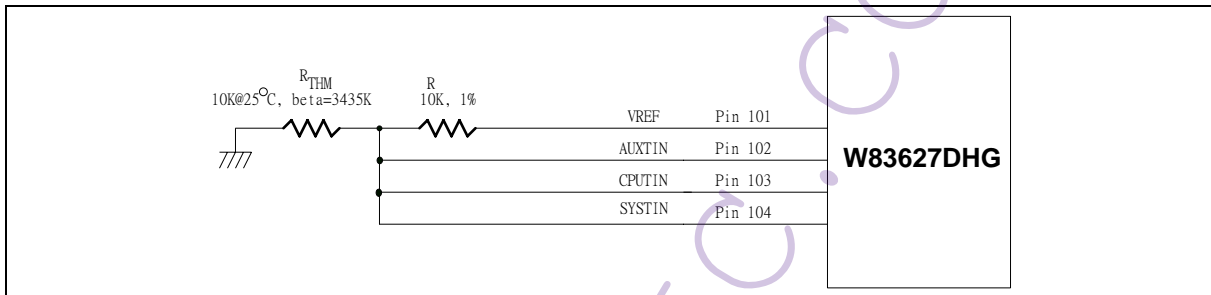 R_THM
10K@25°C, beta=3435K
R
10K, 1%
VREF Pin 101
AUXTIN Pin 102
CPUTIN Pin 103
SYSTIN Pin 104
W83627DHG